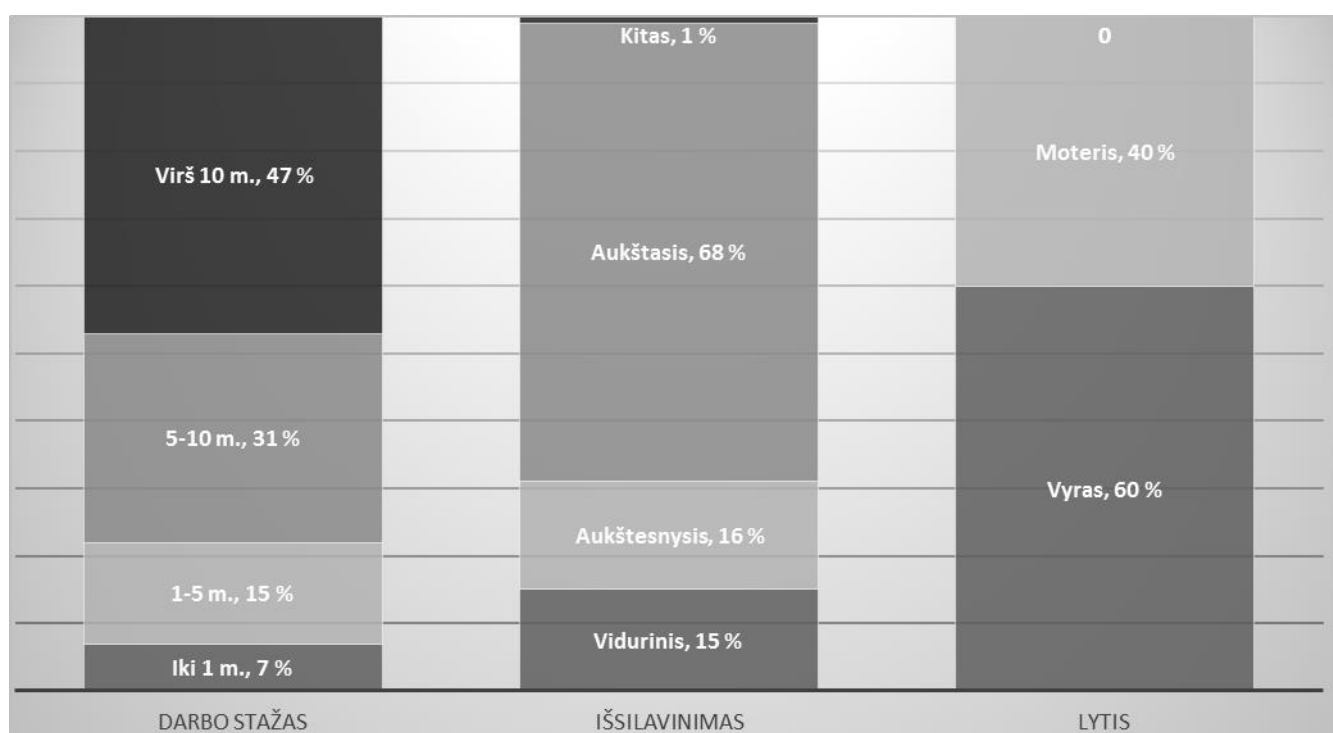 Virš 10 m., 47 %
5-10 m., 31 %
1-5 m., 15 %
Iki 1 m., 7 %
Kitas, 1 %
Aukštasis, 68 %
Aukštesnysis, 16 %
Vidurinis, 15 %
0
Moteris, 40 %
Vyras, 60 %
DARBO STAŽAS
IŠSILAVINIMAS
LYTIS